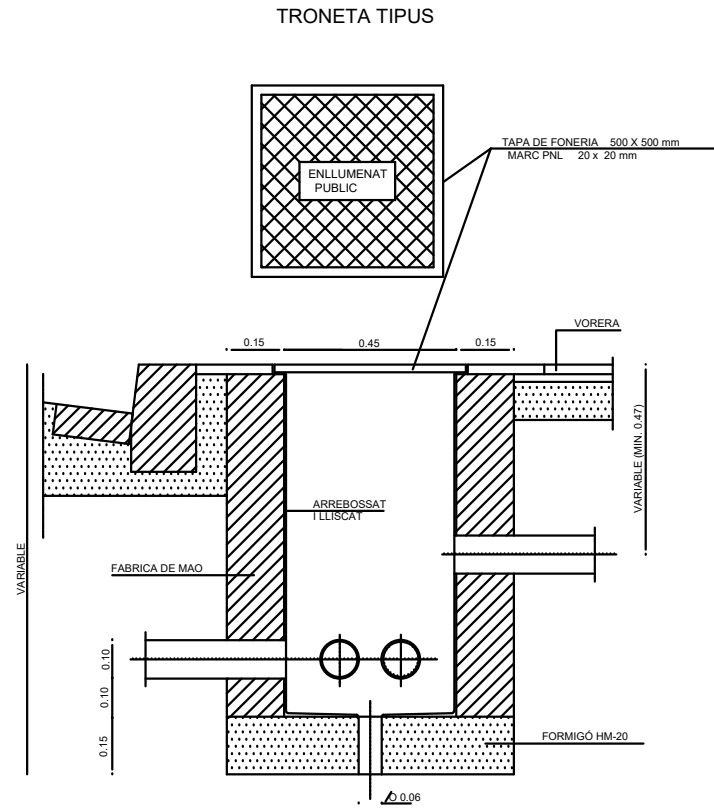 TRONETA TIPUS
ENLLUMENAT
PUBLIC
TAPA DE FONERIA 500 X 500 mm
MARC PNL 20 x 20 mm
VORERA
0.15
0.45
0.15
VARIABLE (MIN. 0.47)
ARREBOSSAT
I LLISCAT
FABRICA DE MAO
VARIABLE
0.10
0.10
0.15
FORMIGÓ HM-20
O 0.06